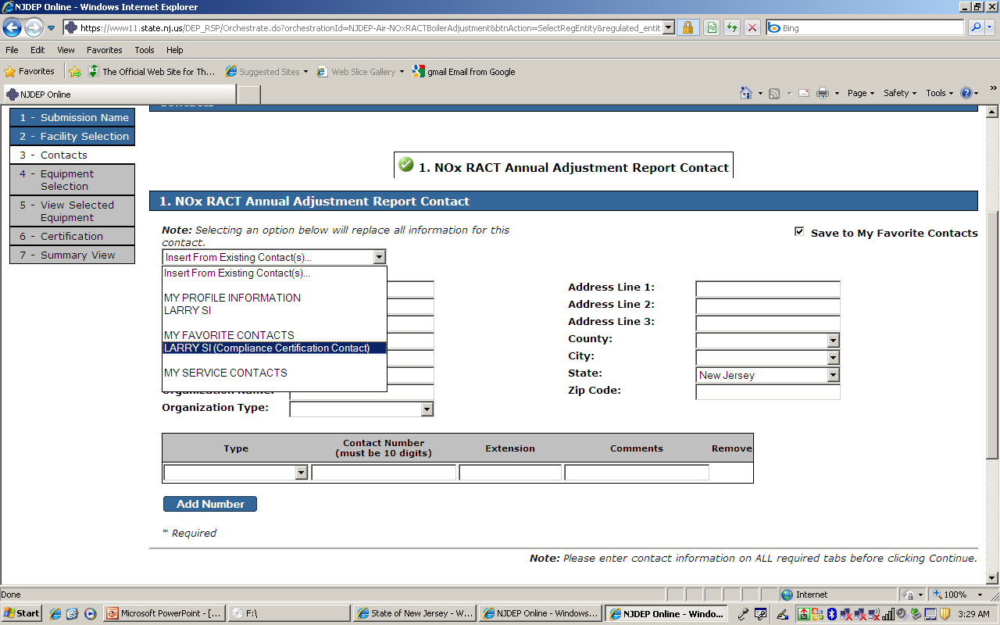 NJDEP Online - Windows Internet Explorer
https://www11.state.nj.us/DEP_RSP/Orchestrate.do?orchestrationId=NJDEP-Air-NOxRACTBoilerAdjustment&btnAction=SelectRegEntity&regulated_entit
Bing
File Edit View Favorites Tools Help
Favorites The Official Web Site for Th... Suggested Sites Web Slice Gallery gmail Email from Google
NJDEP Online
Page Safety Tools
1 - Submission Name
2 - Facility Selection
3 - Contacts
4 - Equipment
Selection
5 - View Selected
Equipment
6 - Certification
7 - Summary View
1. NOx RACT Annual Adjustment Report Contact
1. NOx RACT Annual Adjustment Report Contact
Note: Selecting an option below will replace all information for this
contact.
Save to My Favorite Contacts
Insert From Existing Contact(s)...
Insert From Existing Contact(s)...
MY PROFILE INFORMATION
LARRY SI
MY FAVORITE CONTACTS
LARRY SI (Compliance Certification Contact)
MY SERVICE CONTACTS
Organization Type:
Address Line 1:
Address Line 2:
Address Line 3:
County:
City:
State: New Jersey
Zip Code:
Type Contact Number Extension Comments Remove
(must be 10 digits)
Add Number
* Required
Note: Please enter contact information on ALL required tabs before clicking Continue.
Done Internet 100%
Start Microsoft PowerPoint - [... F:\ State of New Jersey - W... NJDEP Online - Windows... NJDEP Online - Windo... 3:29 AM